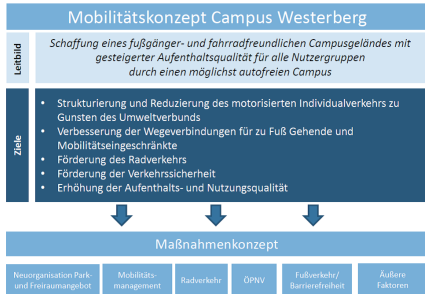 Mobilitätskonzept Campus Westerberg
Leitbild
Schaffung eines fußgänger- und fahrradfreundlichen Campusgeländes mit
gesteigerter Aufenthaltsqualität für alle Nutzergruppen
durch einen möglichst autofreien Campus
Ziele
• Strukturierung und Reduzierung des motorisierten Individualverkehrs zu
Gunsten des Umweltverbunds
• Verbesserung der Wegeverbindungen für zu Fuß Gehende und
Mobilitätseingeschränkte
• Förderung des Radverkehrs
• Förderung der Verkehrssicherheit
• Erhöhung der Aufenthalts- und Nutzungsqualität
Maßnahmenkonzept
Neuorganisation Park-
und Freiraumangebot
Mobilitäts-
management
Radverkehr
ÖPNV
Fußverkehr/
Barrierefreiheit
Äußere
Faktoren